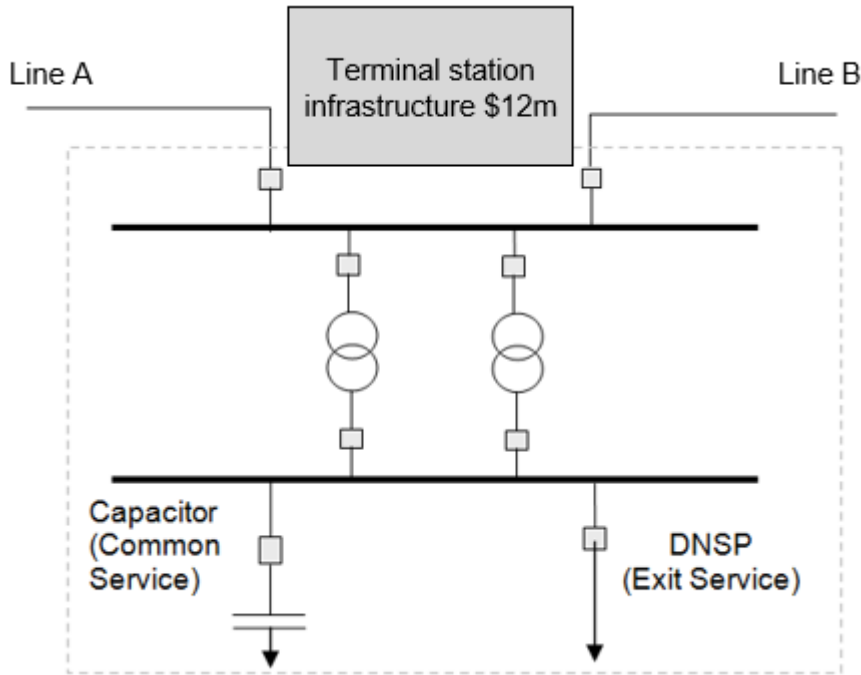 Line A
Terminal station
infrastructure $12m
Line B
Capacitor
(Common
Service)
DNSP
(Exit Service)